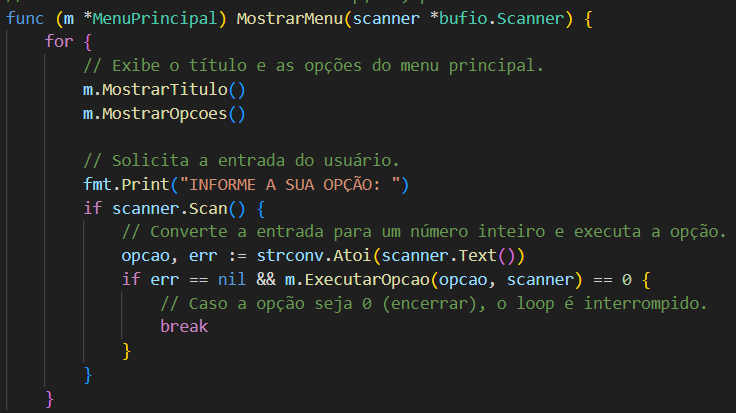 func (m *MenuPrincipal) MostrarMenu(scanner *bufio.Scanner) {
    for {
        // Exibe o título e as opções do menu principal.
        m.MostrarTitulo()
        m.MostrarOpcoes()

        // Solicita a entrada do usuário.
        fmt.Print("INFORME A SUA OPÇÃO: ")
        if scanner.Scan() {
            // Converte a entrada para um número inteiro e executa a opção.
            opcao, err := strconv.Atoi(scanner.Text())
            if err == nil && m.ExecutarOpcao(opcao, scanner) == 0 {
                // Caso a opção seja 0 (encerrar), o loop é interrompido.
                break
            }
        }
    }